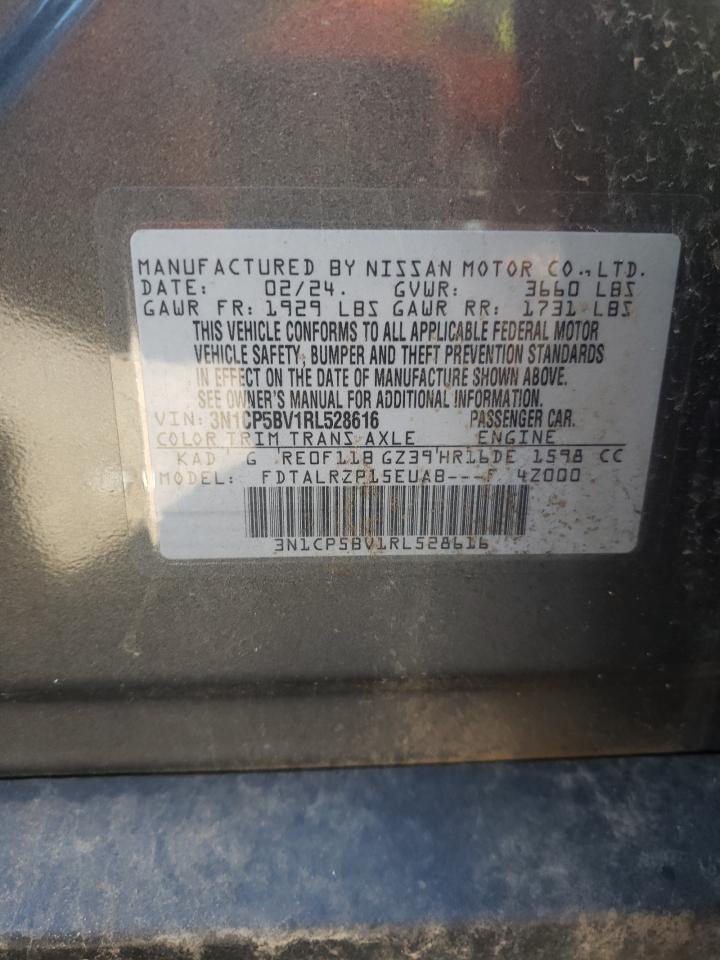 MANUFACTURED BY NISSAN MOTOR CO., LTD.
DATE: 02/24. GVWR: 3660 LBS
GAWR FR: 1929 LBS GAWR RR: 1731 LBS
THIS VEHICLE CONFORMS TO ALL APPLICABLE FEDERAL MOTOR
VEHICLE SAFETY, BUMPER AND THEFT PREVENTION STANDARDS
IN EFFECT ON THE DATE OF MANUFACTURE SHOWN ABOVE.
SEE OWNER'S MANUAL FOR ADDITIONAL INFORMATION.
VIN: 3N1CP5BV1RL528616 PASSENGER CAR.
COLOR TRIM TRANS AXLE ENGINE
KAD G RE0F11B GZ39 HR16DE 1598 CC
MODEL: FDTALRZP15EUAB---F 4Z000
3N1CP5BV1RL528616